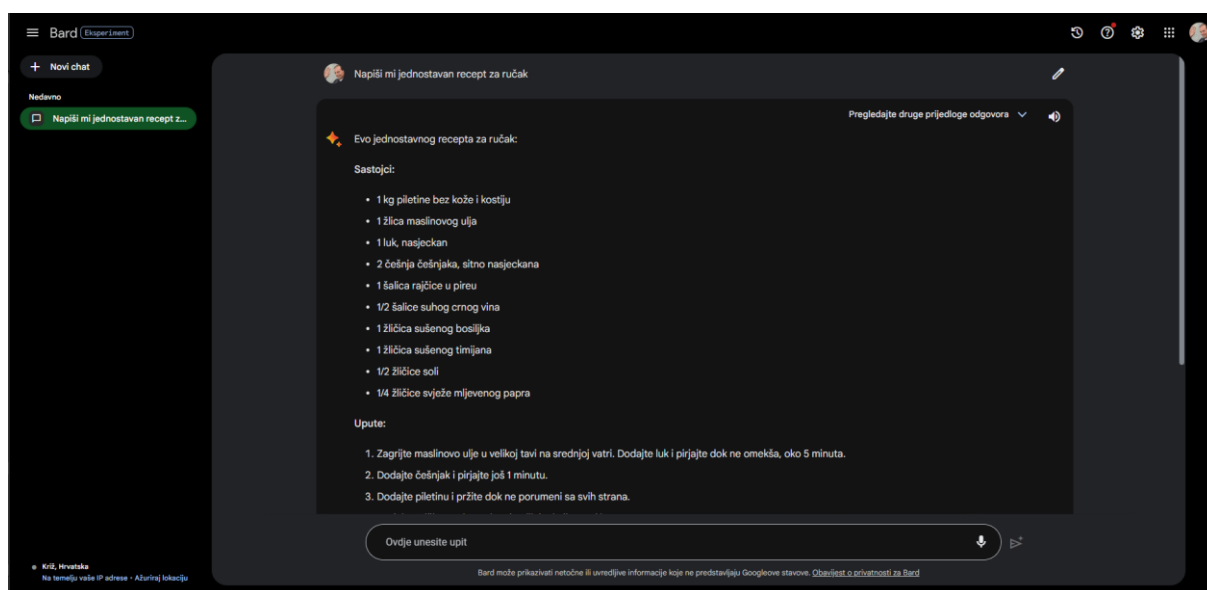 Bard Eksperiment
+ Novi chat
Nedavno
Napiši mi jednostavan recept z...
Napiši mi jednostavan recept za ručak
Pregledajte druge prijedloge odgovora
Evo jednostavnog recepta za ručak:
Sastojci:
• 1 kg piletine bez kože i kostiju
• 1 žlica maslinovog ulja
• 1 luk, nasjeckan
• 2 češnja češnjaka, sitno nasjeckana
• 1 šalica rajčice u pireu
• 1/2 šalice suhog crnog vina
• 1 žličica sušenog bosiljka
• 1 žličica sušenog timijana
• 1/2 žličice soli
• 1/4 žličice svježe mljevenog papra
Upute:
1. Zagrijte maslinovo ulje u velikoj tavi na srednjoj vatri. Dodajte luk i pirjajte dok ne omekša, oko 5 minuta.
2. Dodajte češnjak i pirjajte još 1 minutu.
3. Dodajte piletinu i pržite dok ne porumeni sa svih strana.
Ovdje unesite upit
Bard može prikazivati netočne ili uvredljive informacije koje ne predstavljaju Googleove stavove. Obavijest o privatnosti za Bard
Križ, Hrvatska
Na temelju vaše IP adrese • Ažuriraj lokaciju